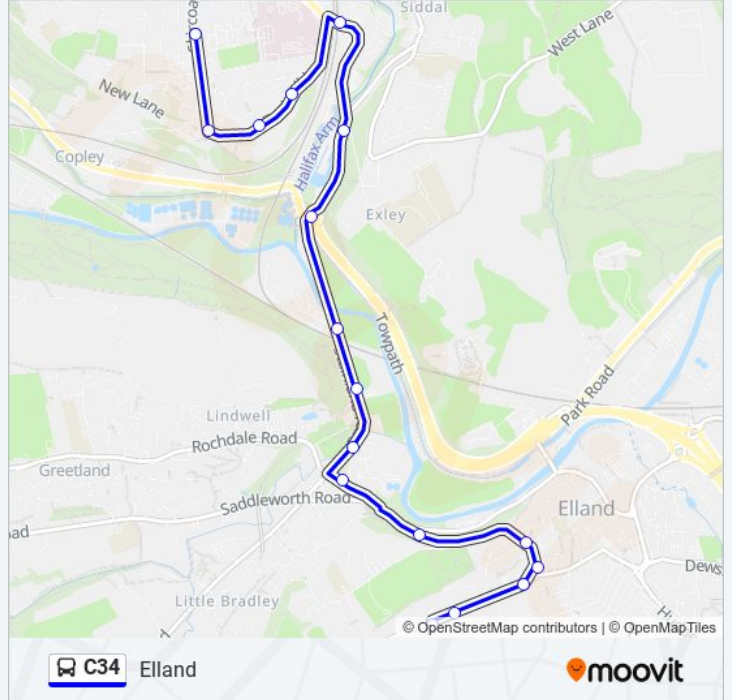 Siddal
West Lane
New Lane
Halifax Arm
Copley
Exley
Towpath
Park Road
Lindwell
Rochdale Road
Greetland
Saddleworth Road
Elland
Little Bradley
© OpenStreetMap contributors | © OpenMapTiles
C34 Elland
moovit